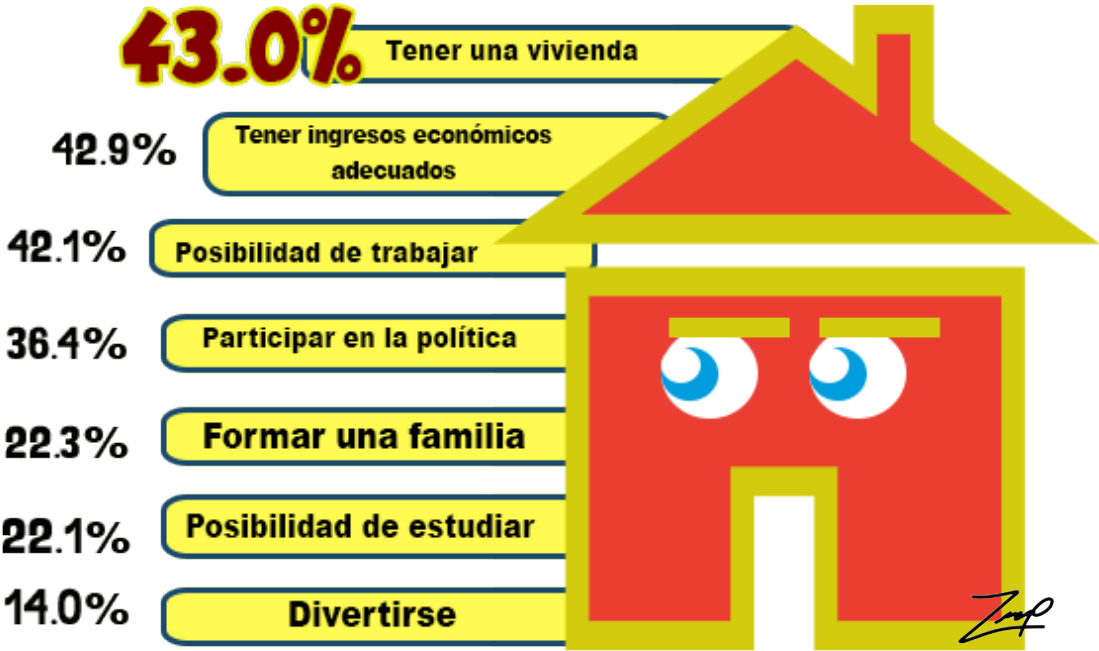 43.0% Tener una vivienda
42.9% Tener ingresos económicos
adecuados
42.1% Posibilidad de trabajar
36.4% Participar en la política
22.3% Formar una familia
22.1% Posibilidad de estudiar
14.0% Divertirse